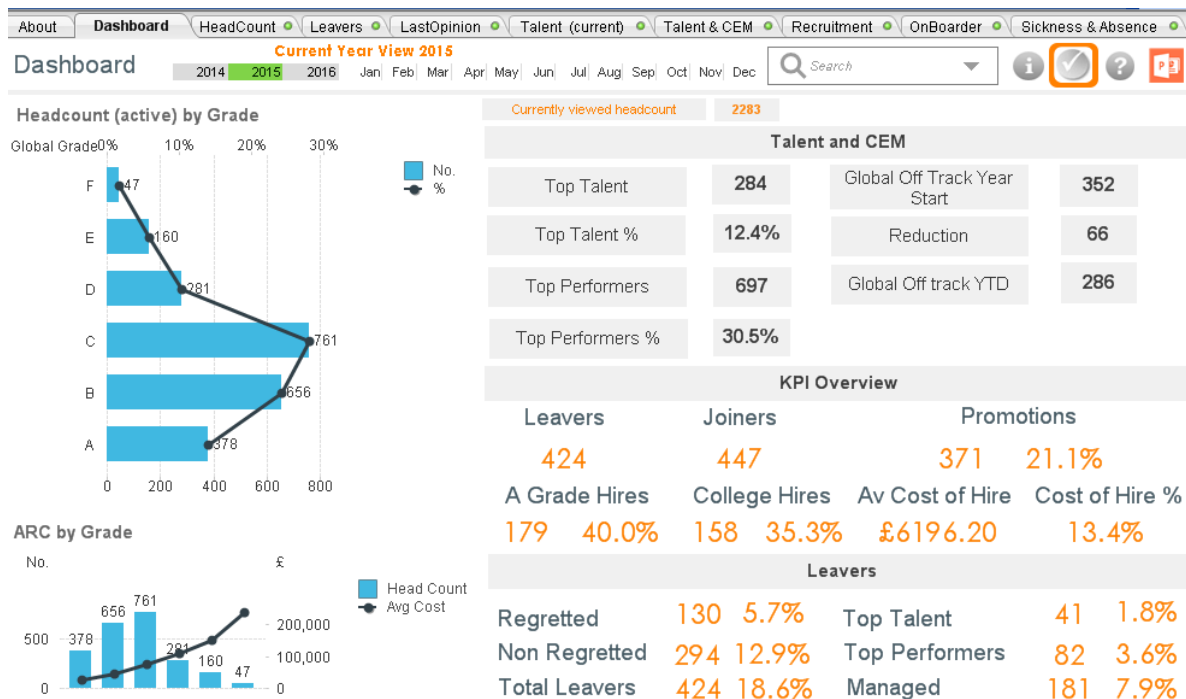 About Dashboard HeadCount Leavers LastOpinion Talent (current) Talent & CEM Recruitment OnBoarder Sickness & Absence
Current Year View 2015
Dashboard 2014 2015 2016 Jan Feb Mar Apr May Jun Jul Aug Sep Oct Nov Dec Search
Headcount (active) by Grade
Global Grade 0% 10% 20% 30%
No.
%
F 47
E 160
D 281
C 761
B 656
A 378
0 200 400 600 800
ARC by Grade
No. £
Head Count
Avg Cost
378 656 761 281 160 47
500 200,000
100,000
0 0
Currently viewed headcount 2283
Talent and CEM
Top Talent 284 Global Off Track Year Start 352
Top Talent % 12.4% Reduction 66
Top Performers 697 Global Off track YTD 286
Top Performers % 30.5%
KPI Overview
Leavers Joiners Promotions
424 447 371 21.1%
A Grade Hires College Hires Av Cost of Hire Cost of Hire %
179 40.0% 158 35.3% £6196.20 13.4%
Leavers
Regretted 130 5.7% Top Talent 41 1.8%
Non Regretted 294 12.9% Top Performers 82 3.6%
Total Leavers 424 18.6% Managed 181 7.9%